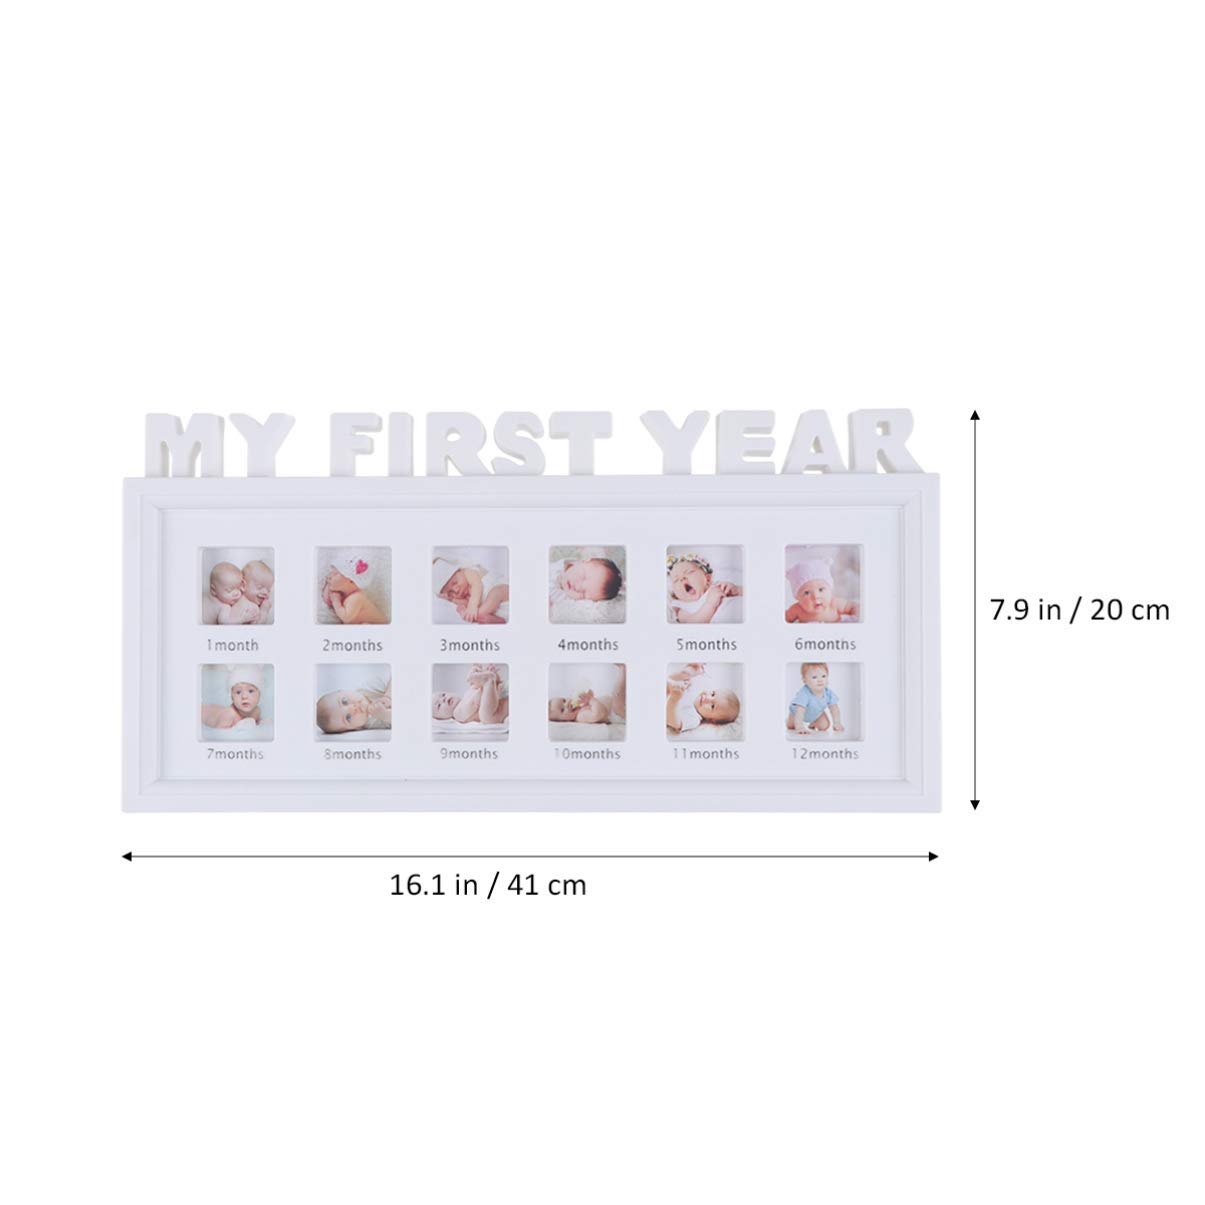 MY FIRST YEAR
1month 2months 3months 4months 5months 6months
7.9 in / 20 cm
7months 8months 9months 10months 11months 12months
16.1 in / 41 cm